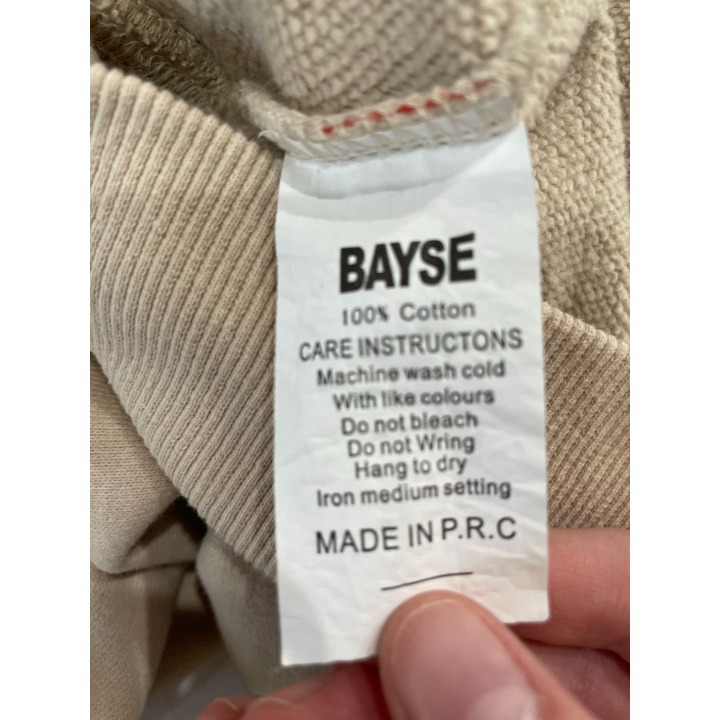 BAYSE
100% Cotton
CARE INSTRUCTONS
Machine wash cold
With like colours
Do not bleach
Do not Wring
Hang to dry
Iron medium setting
MADE IN P.R.C